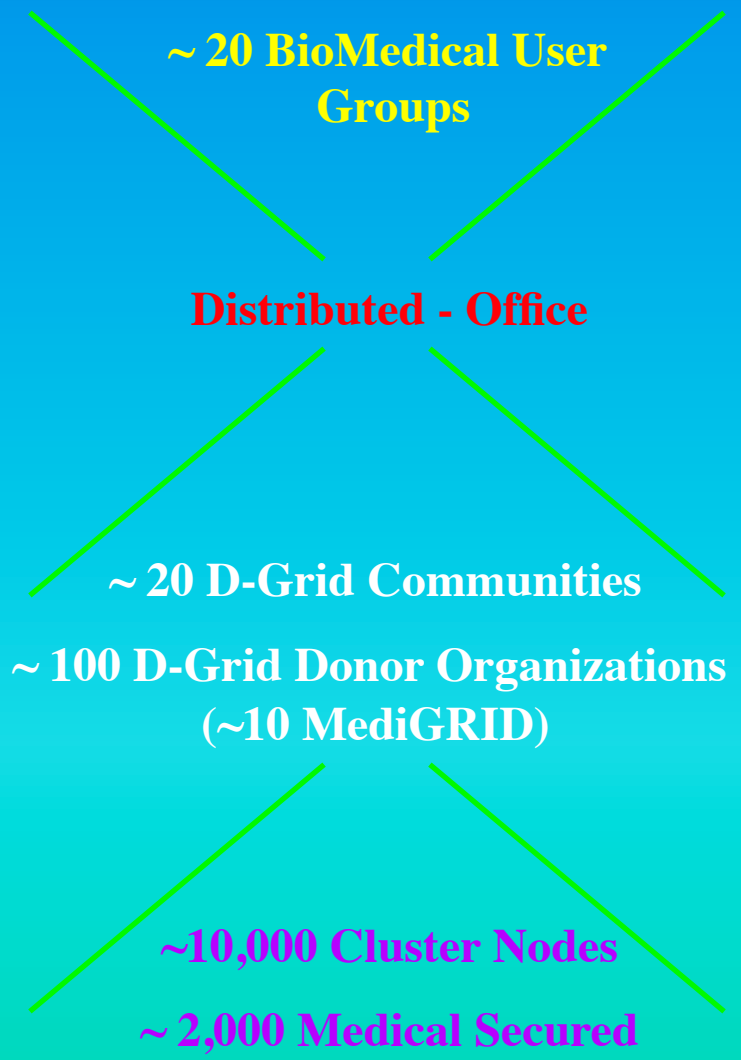 ~ 20 BioMedical User
Groups
Distributed - Office
~ 20 D-Grid Communities
~ 100 D-Grid Donor Organizations
(~10 MediGRID)
~10,000 Cluster Nodes
~ 2,000 Medical Secured